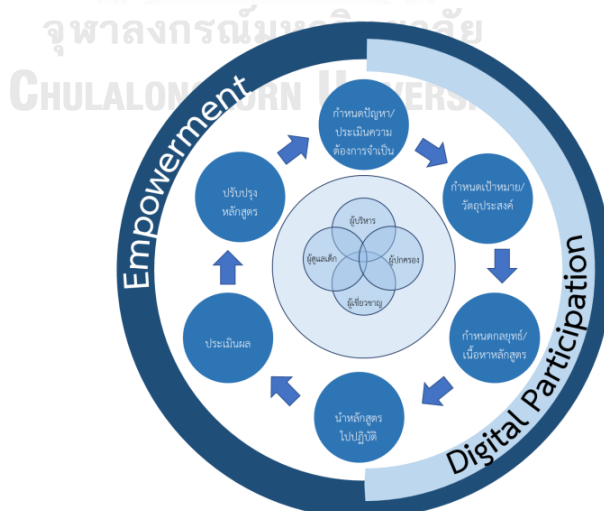 จุฬาลงกรณ์มหาวิทยาลัย
CHULALONGKORN UNIVERSI
Empowerment
Digital Participation
กำหนดปัญหา/
ประเมินความ
ต้องการจำเป็น
กำหนดเป้าหมาย/
วัตถุประสงค์
กำหนดกลยุทธ์/
เนื้อหาหลักสูตร
นำหลักสูตร
ไปปฏิบัติ
ประเมินผล
ปรับปรุง
หลักสูตร
ผู้บริหาร
ผู้ดูแลเด็ก
ผู้ปกครอง
ผู้เชี่ยวชาญ